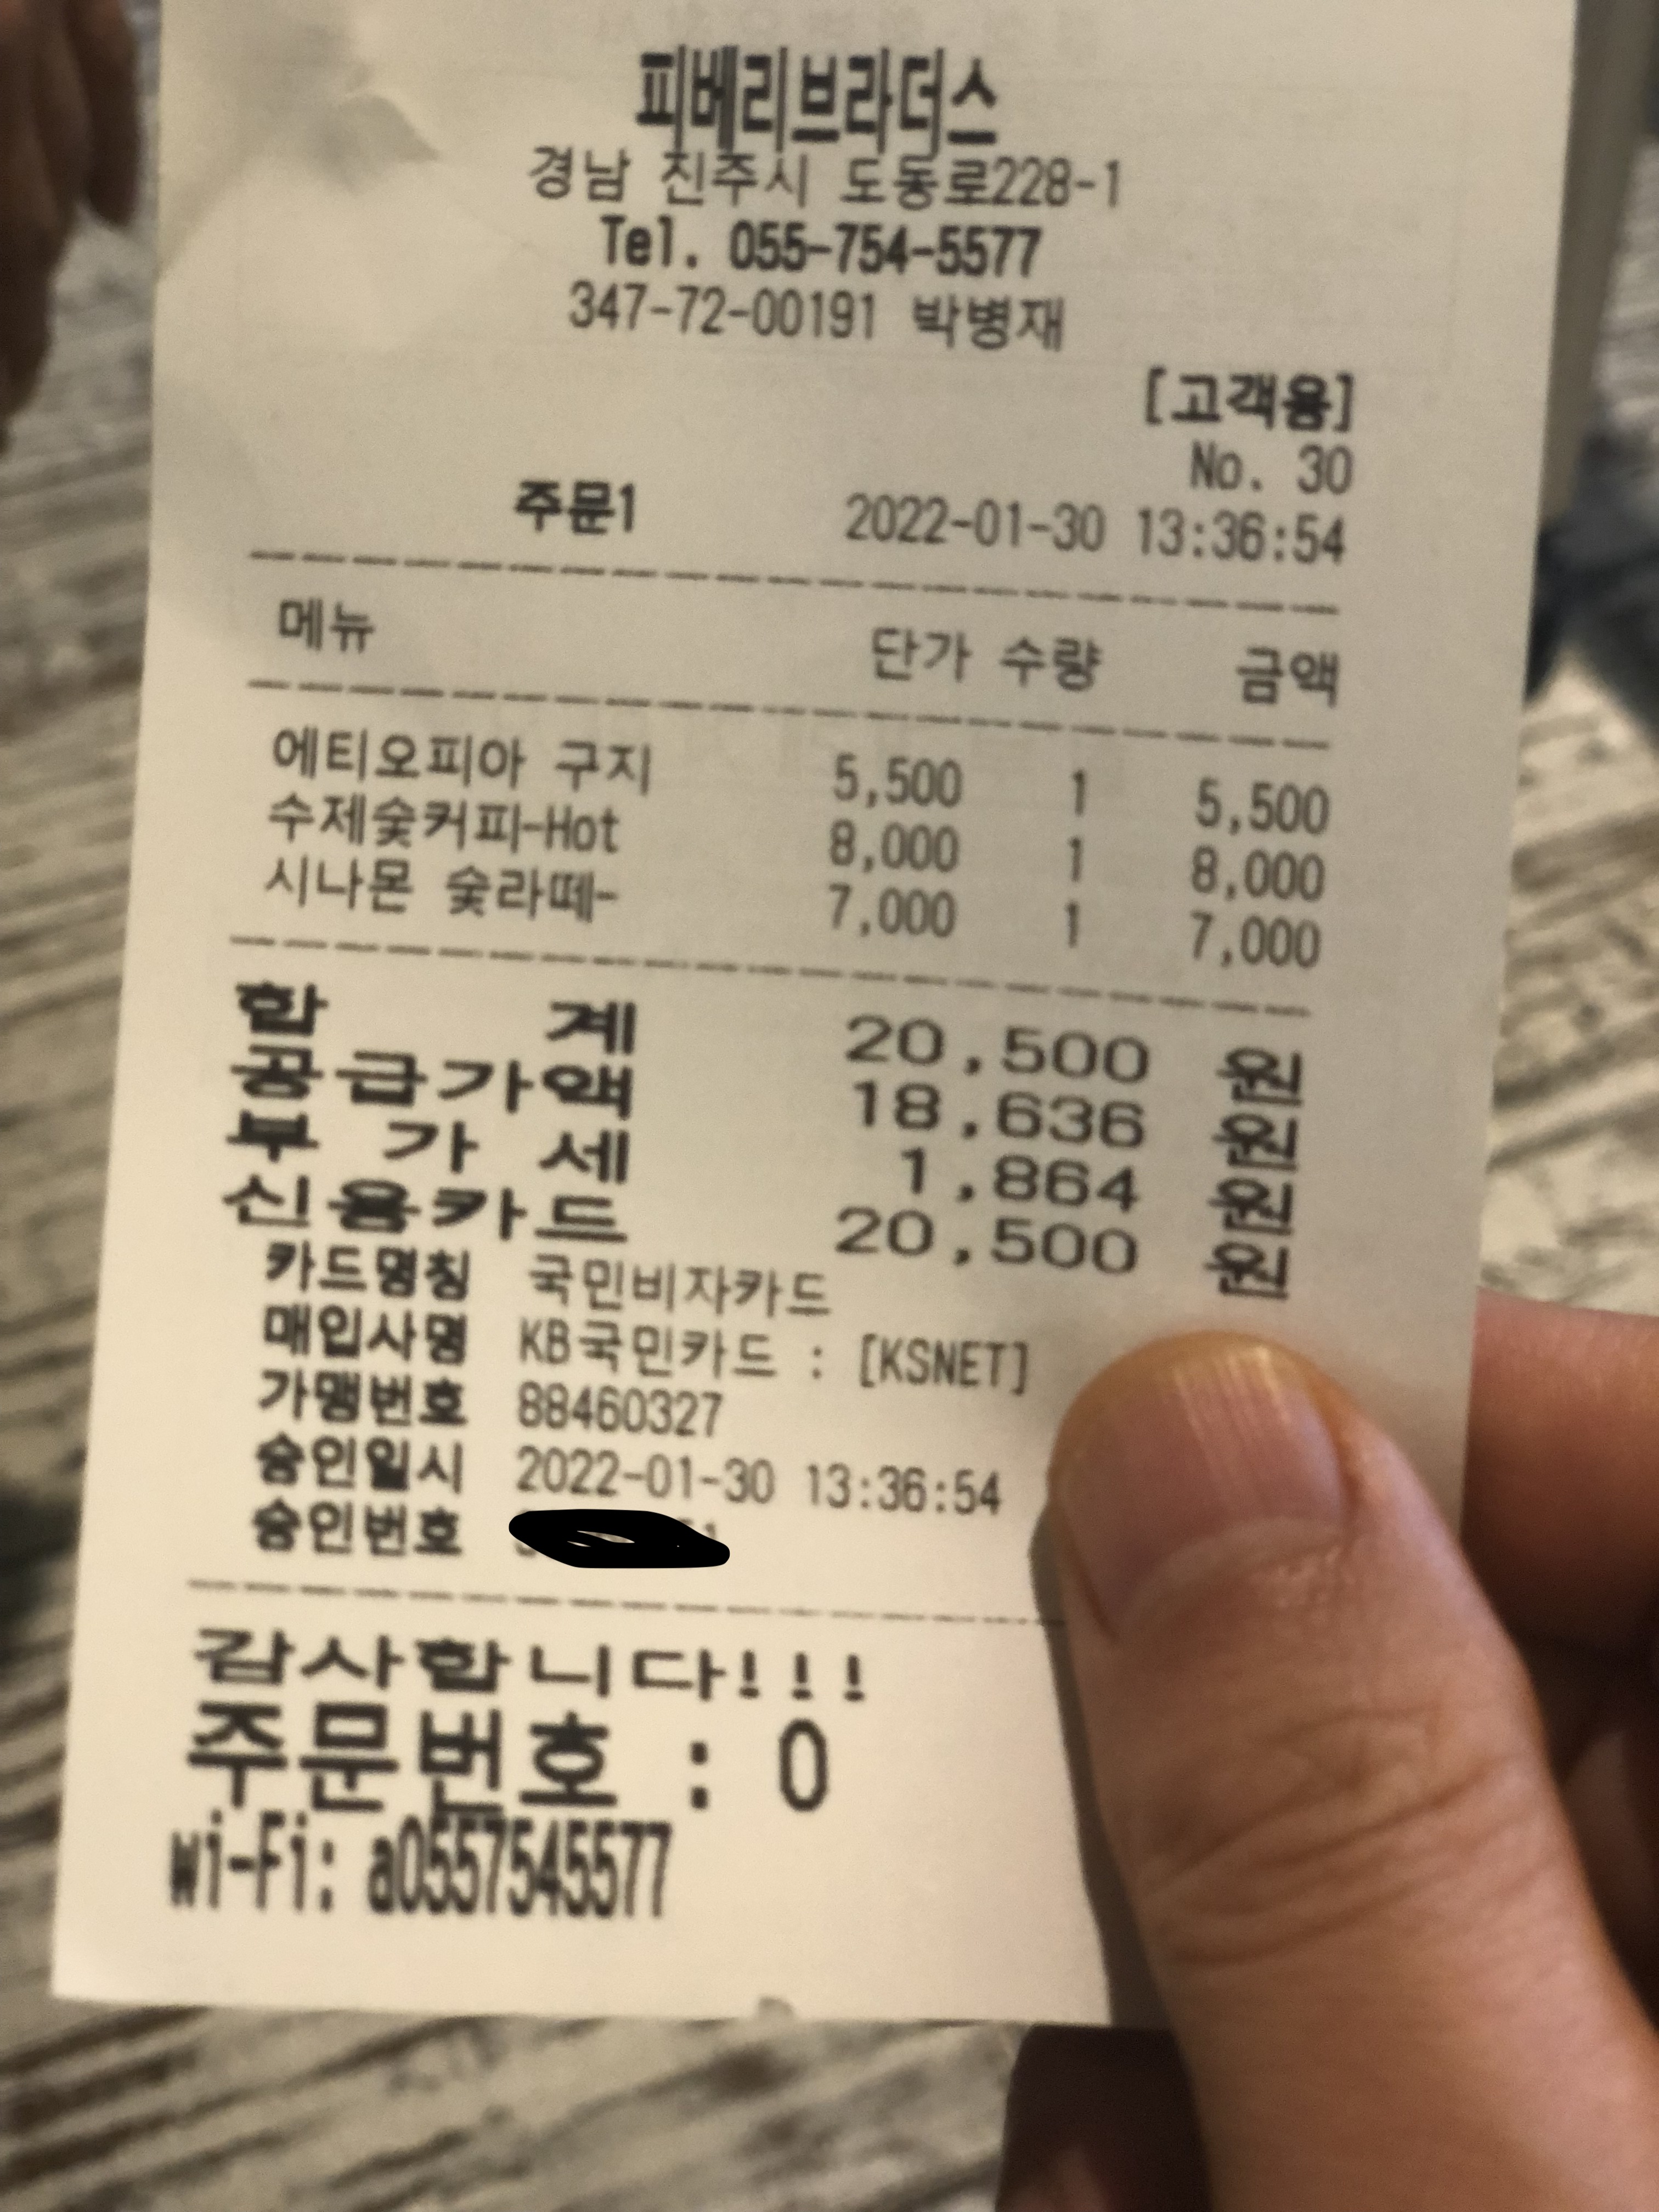 피베리브라더스
경남 진주시 도동로228-1
Tel. 055-754-5577
347-72-00191 박병재
[고객용]
No. 30
주문1 2022-01-30 13:36:54
메뉴 단가 수량 금액
에티오피아 구지 5,500 1 5,500
수제숯커피-Hot 8,000 1 8,000
시나몬 숯라떼- 7,000 1 7,000
합 계 20,500 원
공급가액 18,636 원
부 가 세 1,864 원
신용카드 20,500 원
카드명칭 국민비자카드
매입사명 KB국민카드 : [KSNET]
가맹번호 88460327
승인일시 2022-01-30 13:36:54
승인번호
감사합니다!!!
주문번호 : 0
wi-Fi: a0557545577